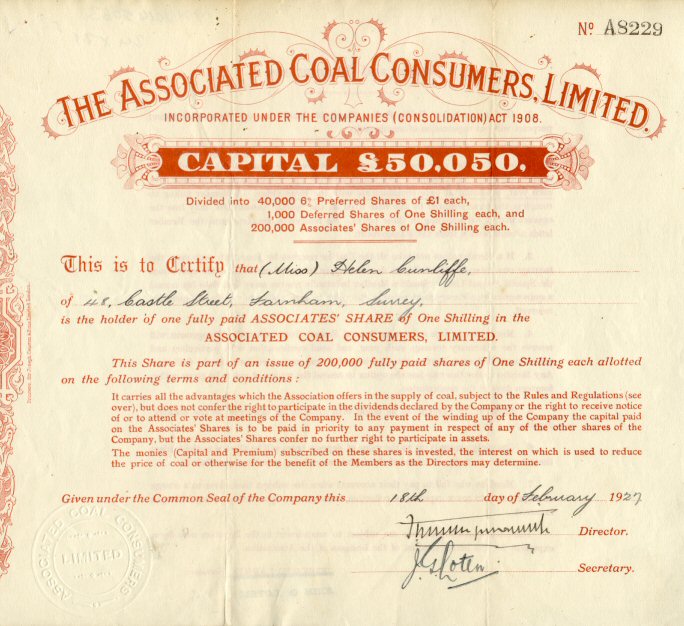 Nº A8229
THE ASSOCIATED COAL CONSUMERS, LIMITED.
INCORPORATED UNDER THE COMPANIES (CONSOLIDATION) ACT 1908.
CAPITAL £50,050,
Divided into 40,000 6% Preferred Shares of £1 each,
1,000 Deferred Shares of One Shilling each, and
200,000 Associates' Shares of One Shilling each.
This is to Certify that (Miss) Helen Cunliffe,
of 48, Castle Street, Farnham, Surrey,
is the holder of one fully paid ASSOCIATES' SHARE of One Shilling in the
ASSOCIATED COAL CONSUMERS, LIMITED.
This Share is part of an issue of 200,000 fully paid shares of One Shilling each allotted
on the following terms and conditions :
It carries all the advantages which the Association offers in the supply of coal, subject to the Rules and Regulations (see
over), but does not confer the right to participate in the dividends declared by the Company or the right to receive notice
of or to attend or vote at meetings of the Company. In the event of the winding up of the Company the capital paid
on the Associates' Shares is to be paid in priority to any payment in respect of any of the other shares of the
Company, but the Associates' Shares confer no further right to participate in assets.
The monies (Capital and Premium) subscribed on these shares is invested, the interest on which is used to reduce
the price of coal or otherwise for the benefit of the Members as the Directors may determine.
Given under the Common Seal of the Company this 18th day of February 1927
Director.
Secretary.
ASSOCIATED COAL CONSUMERS
LIMITED